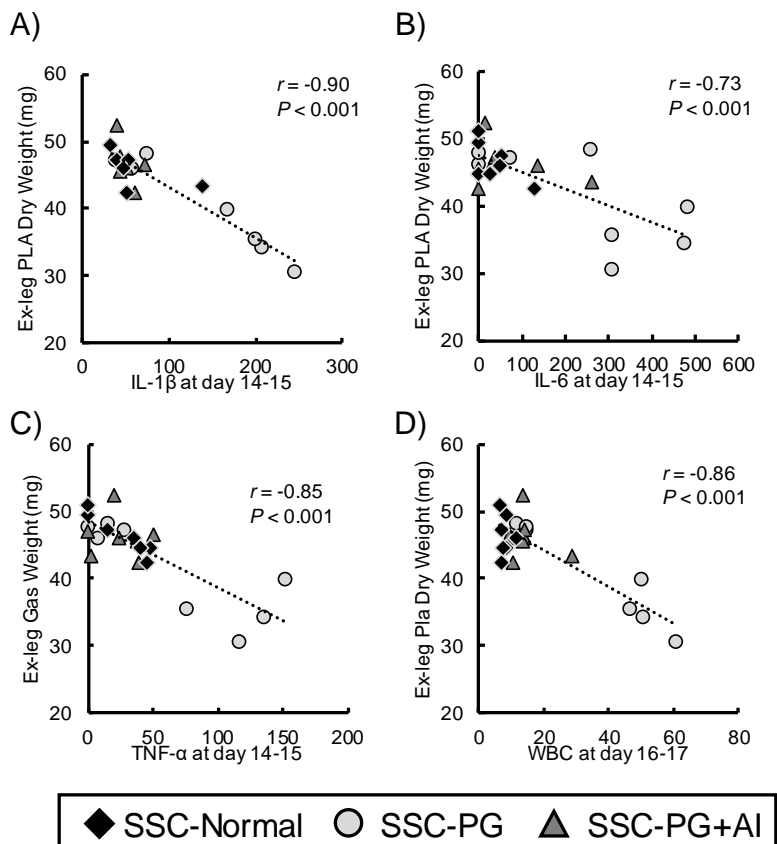 A)
60
50
40
30
20
Ex-leg PLA Dry Weight (mg)
r = -0.90
P < 0.001
0 100 200 300
IL-1β at day 14-15
B)
60
50
40
30
20
Ex-leg PLA Dry Weight (mg)
r = -0.73
P < 0.001
0 100 200 300 400 500 600
IL-6 at day 14-15
C)
60
50
40
30
20
Ex-leg Gas Weight (mg)
r = -0.85
P < 0.001
0 50 100 150 200
TNF-α at day 14-15
D)
60
50
40
30
20
Ex-leg Pla Dry Weight (mg)
r = -0.86
P < 0.001
0 20 40 60 80
WBC at day 16-17
SSC-Normal SSC-PG SSC-PG+AI